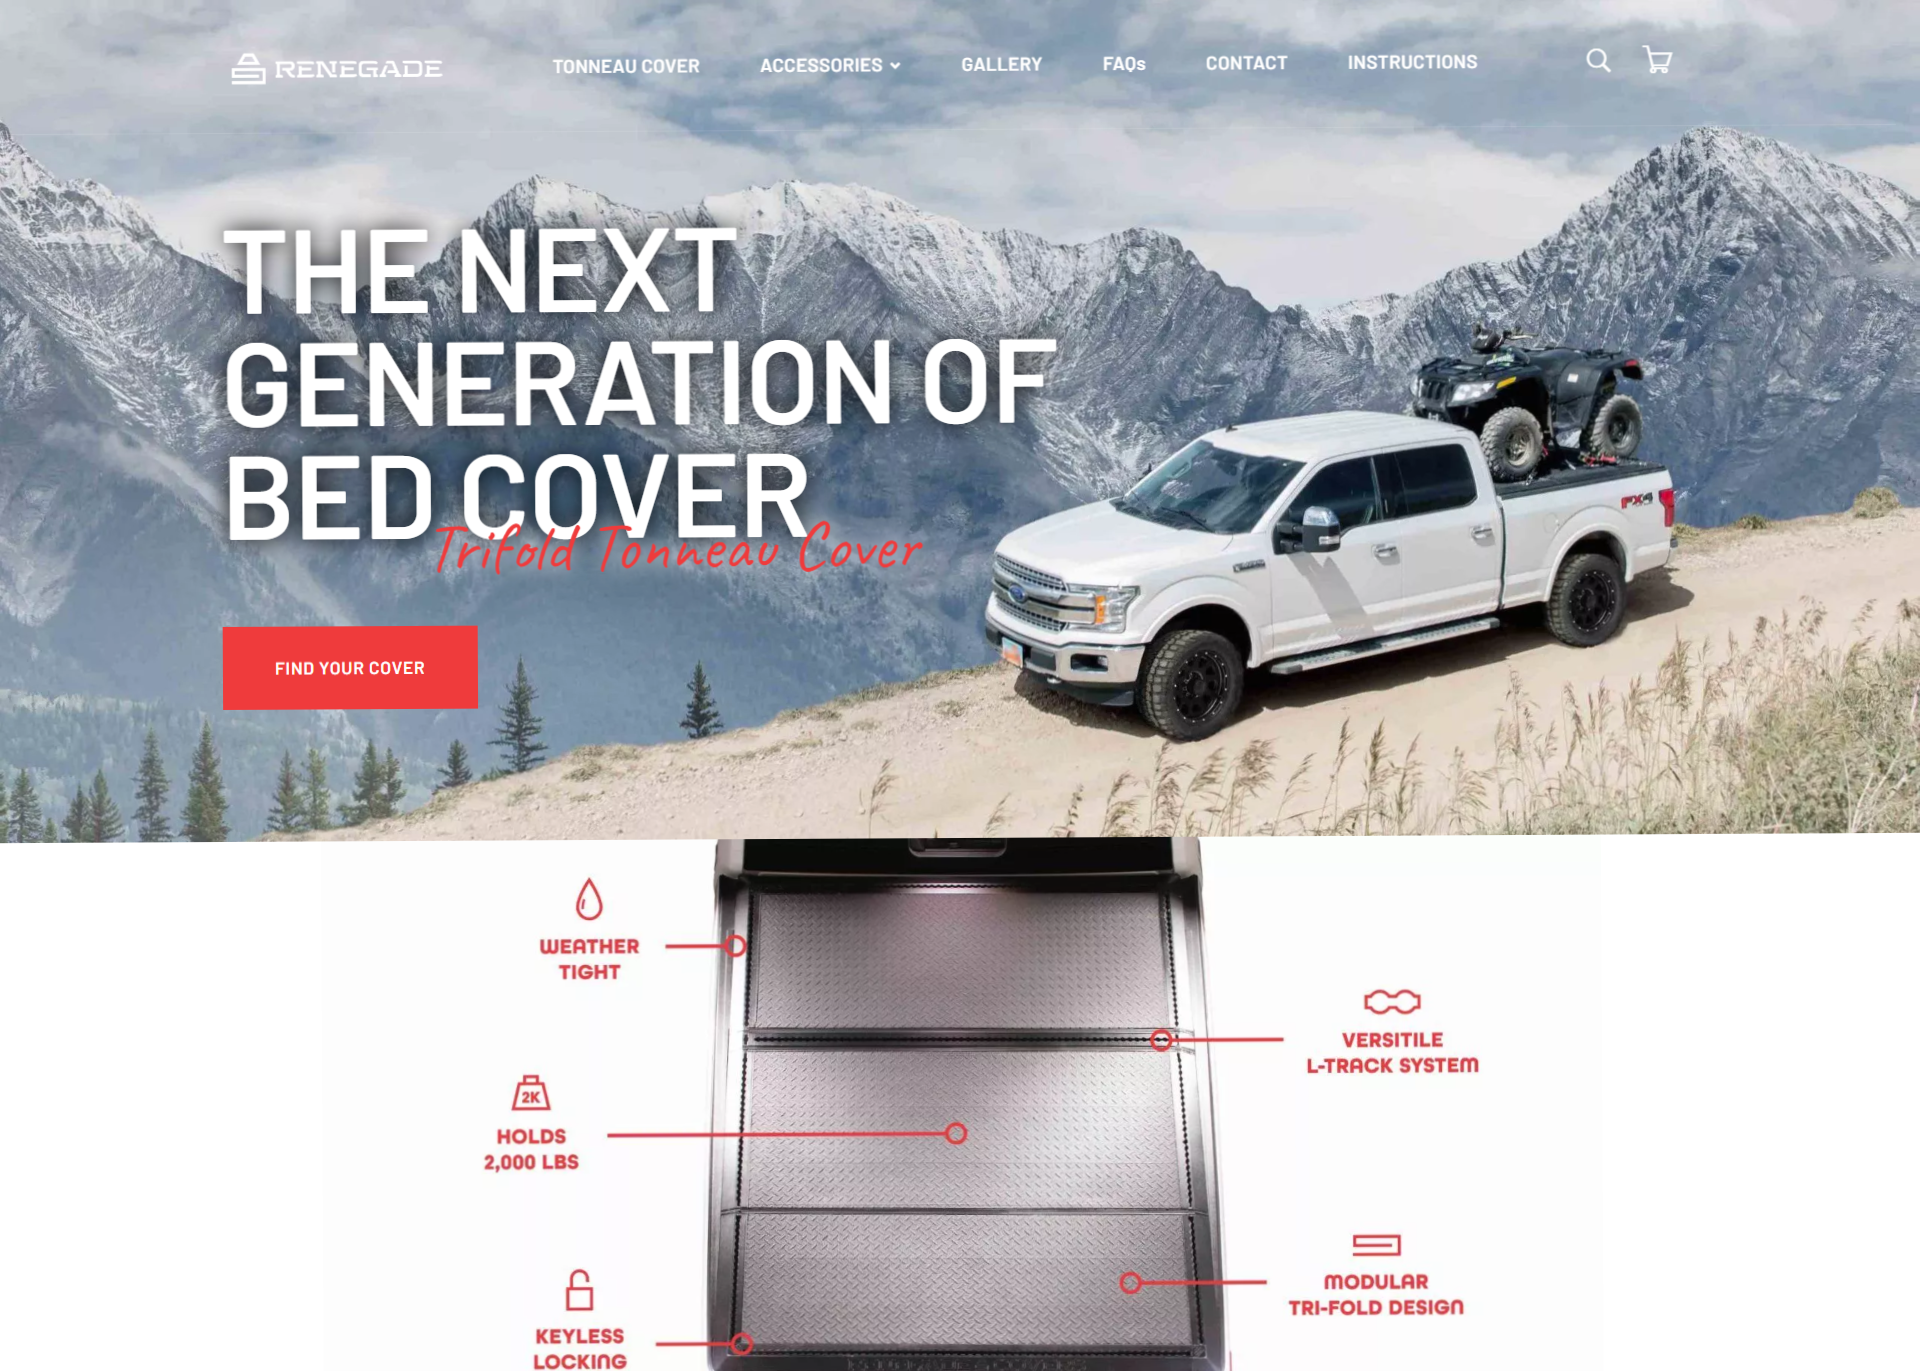 RENEGADE
TONNEAU COVER
ACCESSORIES
GALLERY
FAQs
CONTACT
INSTRUCTIONS
THE NEXT
GENERATION OF
BED COVER
Trifold Tonneau Cover
FIND YOUR COVER
FX4
WEATHER
TIGHT
VERSITILE
L-TRACK SYSTEM
2K
HOLDS
2,000 LBS
MODULAR
TRI-FOLD DESIGN
KEYLESS
LOCKING